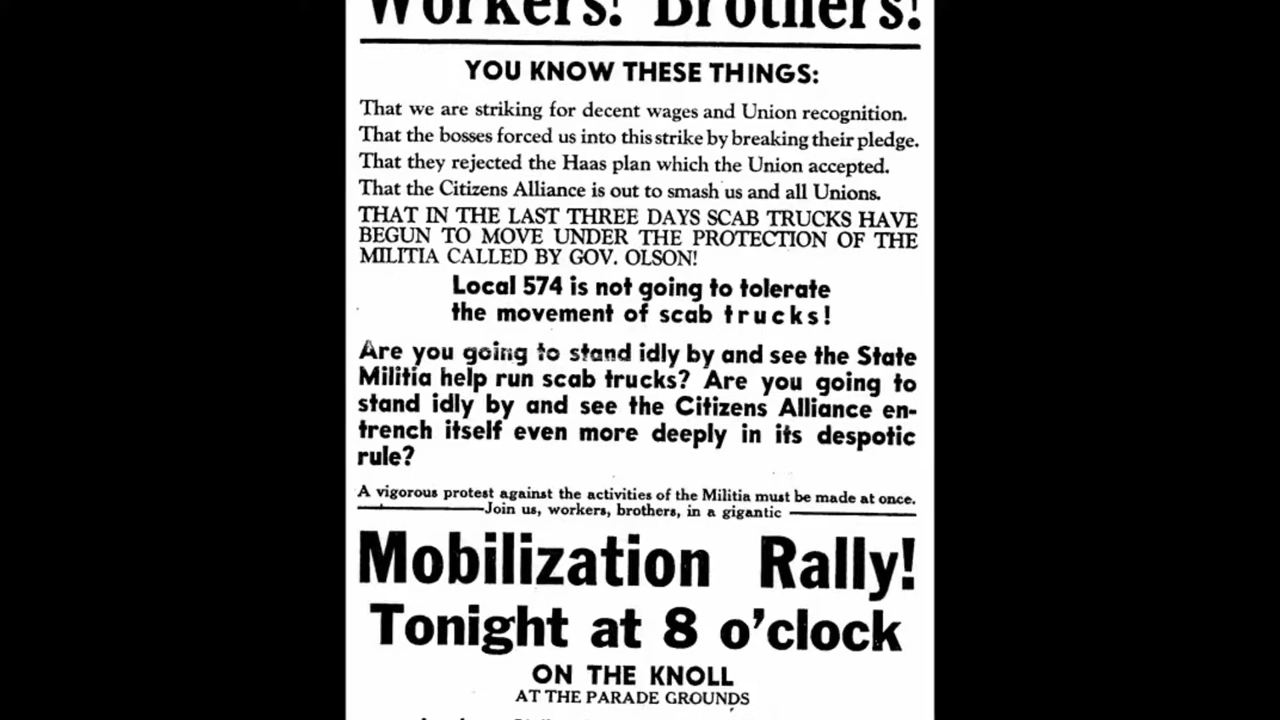 Workers! Brothers!
YOU KNOW THESE THINGS:
That we are striking for decent wages and Union recognition.
That the bosses forced us into this strike by breaking their pledge.
That they rejected the Haas plan which the Union accepted.
That the Citizens Alliance is out to smash us and all Unions.
THAT IN THE LAST THREE DAYS SCAB TRUCKS HAVE
BEGUN TO MOVE UNDER THE PROTECTION OF THE
MILITIA CALLED BY GOV. OLSON!
Local 574 is not going to tolerate
the movement of scab trucks!
Are you going to stand idly by and see the State
Militia help run scab trucks? Are you going to
stand idly by and see the Citizens Alliance en-
trench itself even more deeply in its despotic
rule?
A vigorous protest against the activities of the Militia must be made at once.
Join us, workers, brothers, in a gigantic
Mobilization Rally!
Tonight at 8 o'clock
ON THE KNOLL
AT THE PARADE GROUNDS